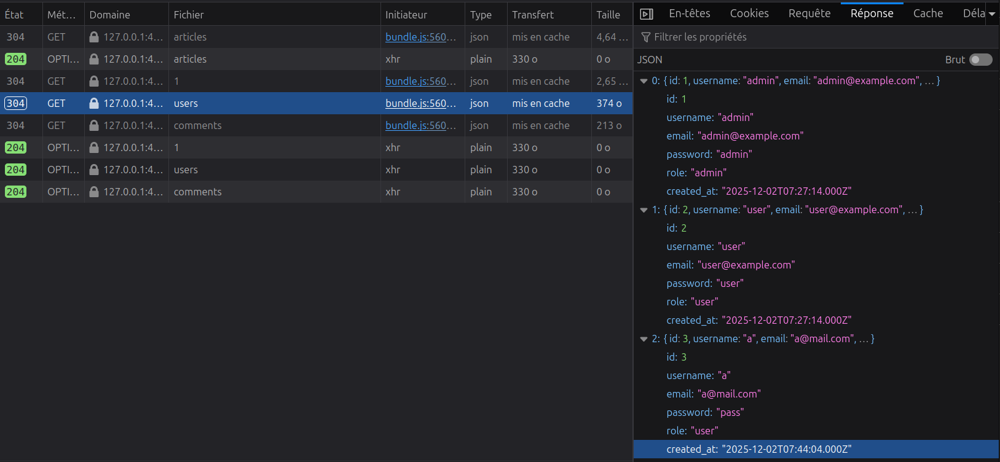 État Mét… Domaine Fichier Initiateur Type Transfert Taille
304 GET 127.0.0.1:4… articles bundle.js:560… json mis en cache 4,64 …
204 OPTI… 127.0.0.1:4… articles xhr plain 330 o 0 o
304 GET 127.0.0.1:4… 1 bundle.js:560… json mis en cache 2,65 …
304 GET 127.0.0.1:4… users bundle.js:560… json mis en cache 374 o
304 GET 127.0.0.1:4… comments bundle.js:560… json mis en cache 213 o
204 OPTI… 127.0.0.1:4… 1 xhr plain 330 o 0 o
204 OPTI… 127.0.0.1:4… users xhr plain 330 o 0 o
204 OPTI… 127.0.0.1:4… comments xhr plain 330 o 0 o
En-têtes Cookies Requête Réponse Cache Déla
Filtrer les propriétés
JSON Brut
0: { id: 1, username: "admin", email: "admin@example.com", … }
id: 1
username: "admin"
email: "admin@example.com"
password: "admin"
role: "admin"
created_at: "2025-12-02T07:27:14.000Z"
1: { id: 2, username: "user", email: "user@example.com", … }
id: 2
username: "user"
email: "user@example.com"
password: "user"
role: "user"
created_at: "2025-12-02T07:27:14.000Z"
2: { id: 3, username: "a", email: "a@mail.com", … }
id: 3
username: "a"
email: "a@mail.com"
password: "pass"
role: "user"
created_at: "2025-12-02T07:44:04.000Z"